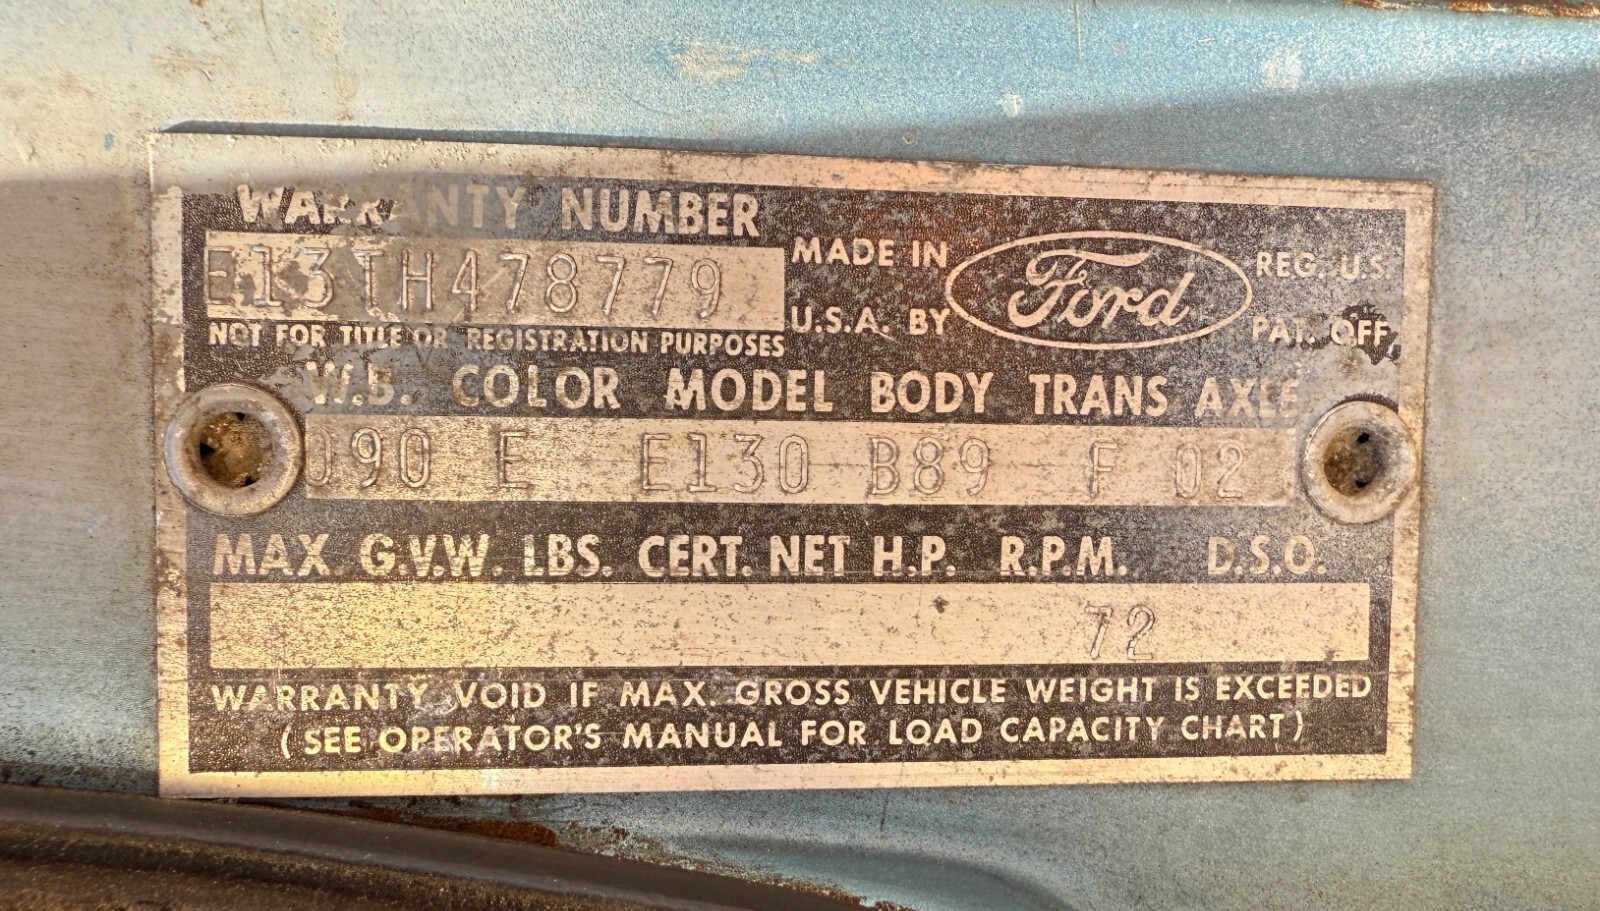 WARRANTY NUMBER
E13TH478779
NOT FOR TITLE OR REGISTRATION PURPOSES
MADE IN
U.S.A. BY
Ford
REG. U.S.
PAT. OFF.
W.B. COLOR MODEL BODY TRANS AXLE
090 E E130 B89 F 02
MAX. G.V.W. LBS. CERT. NET H.P. R.P.M. D.S.O.
72
WARRANTY VOID IF MAX. GROSS VEHICLE WEIGHT IS EXCEEDED
(SEE OPERATOR'S MANUAL FOR LOAD CAPACITY CHART)